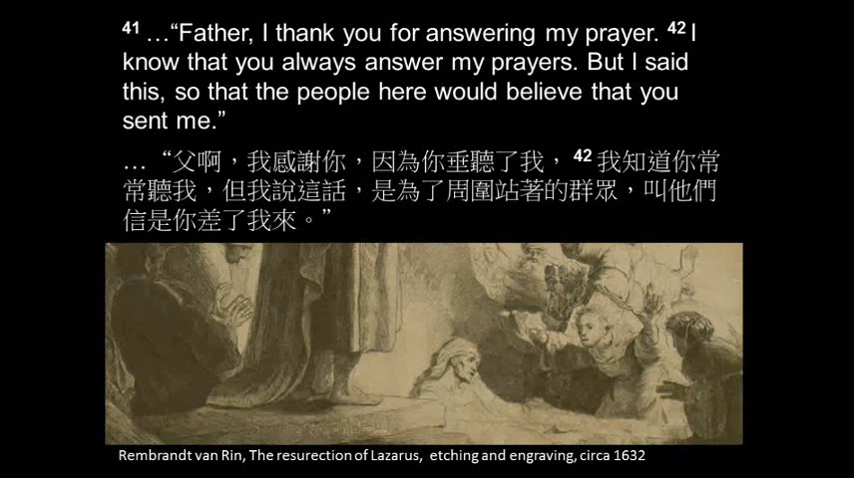 41 …“Father, I thank you for answering my prayer. 42 I
know that you always answer my prayers. But I said
this, so that the people here would believe that you
sent me.”
… “父啊，我感謝你，因為你垂聽了我， 42 我知道你常
常聽我，但我說這話，是為了周圍站著的群眾，叫他們
信是你差了我來。”
Rembrandt van Rin, The resurection of Lazarus, etching and engraving, circa 1632